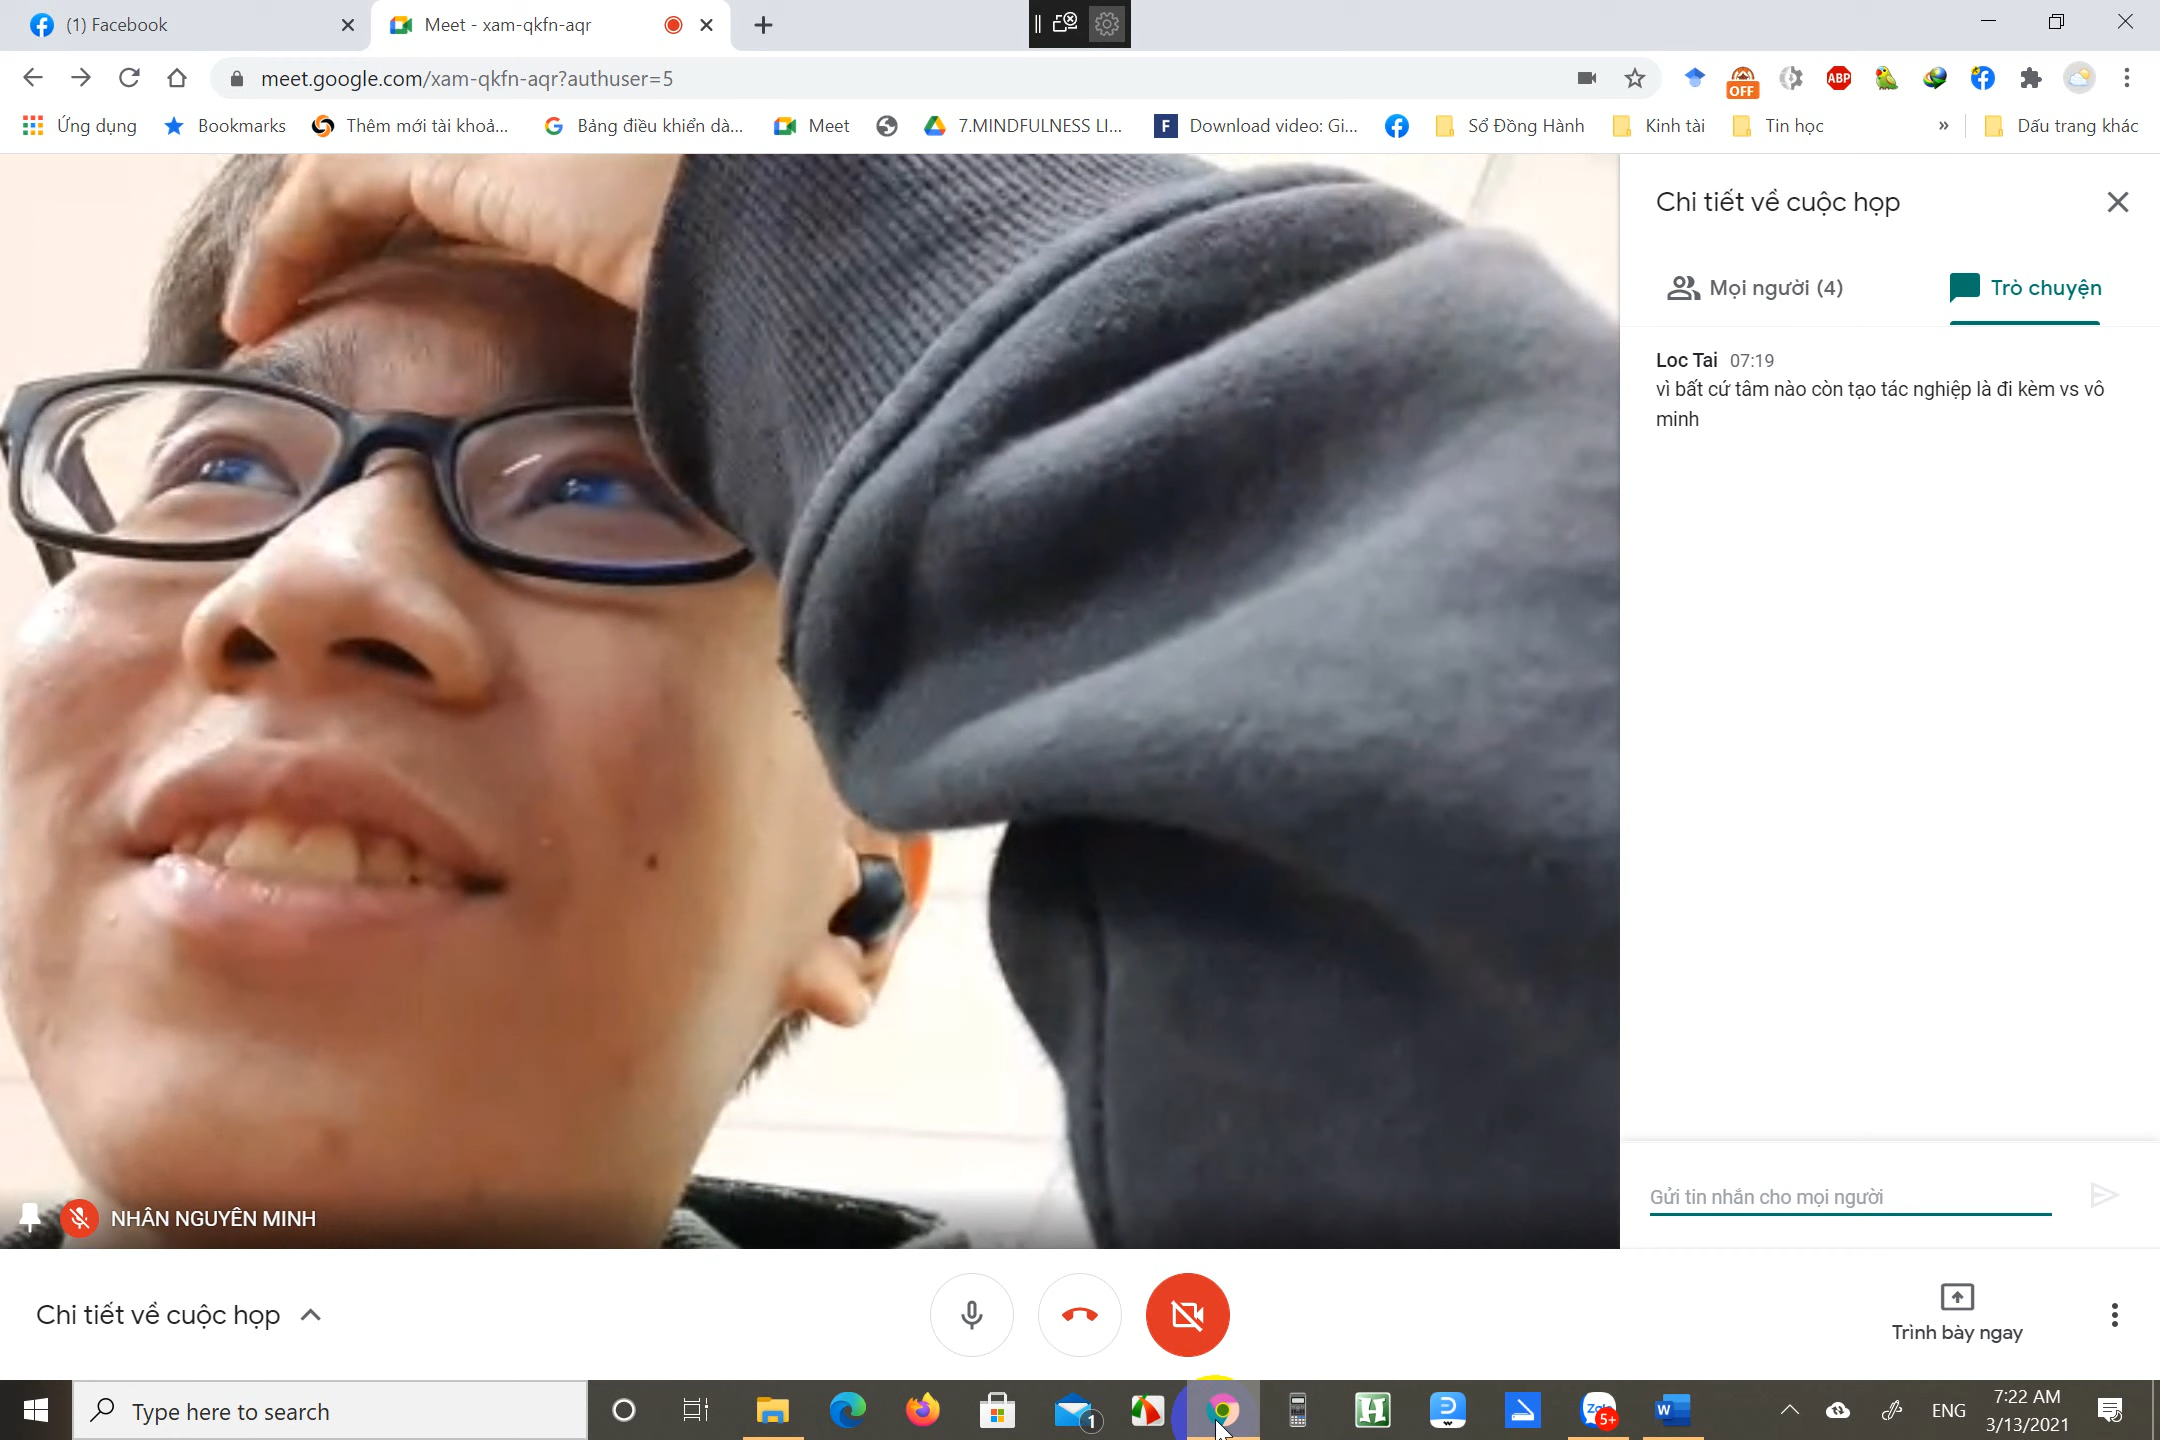 (1) Facebook
Meet - xam-qkfn-aqr
meet.google.com/xam-qkfn-aqr?authuser=5
OFF
ABP
Ứng dụng
Bookmarks
Thêm mới tài khoả...
Bảng điều khiển dà...
Meet
7.MINDFULNESS LI...
F
Download video: Gi...
Sổ Đồng Hành
Kinh tài
Tin học
»
Dấu trang khác
Chi tiết về cuộc họp
Mọi người (4)
Trò chuyện
Loc Tai 07:19
vì bất cứ tâm nào còn tạo tác nghiệp là đi kèm vs vô
minh
NHÂN NGUYÊN MINH
Gửi tin nhắn cho mọi người
Chi tiết về cuộc họp
Trình bày ngay
Type here to search
1
H
Zalo
5+
W
ENG
7:22 AM
3/13/2021